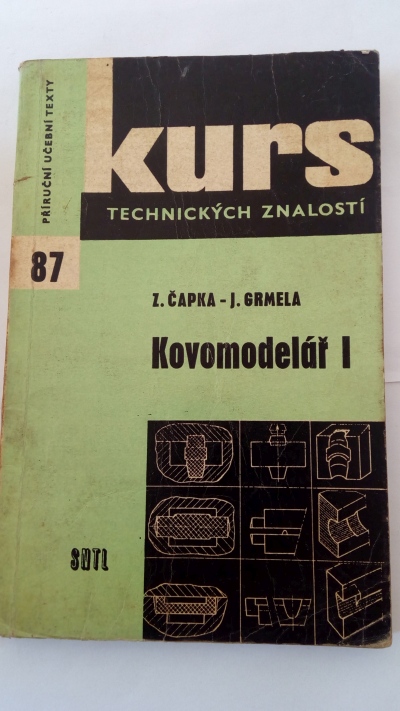 PŘÍRUČNÍ UČEBNÍ TEXTY
kurs
TECHNICKÝCH ZNALOSTÍ
87
Z. ČAPKA - J. GRMELA
Kovomodelář I
SNTL